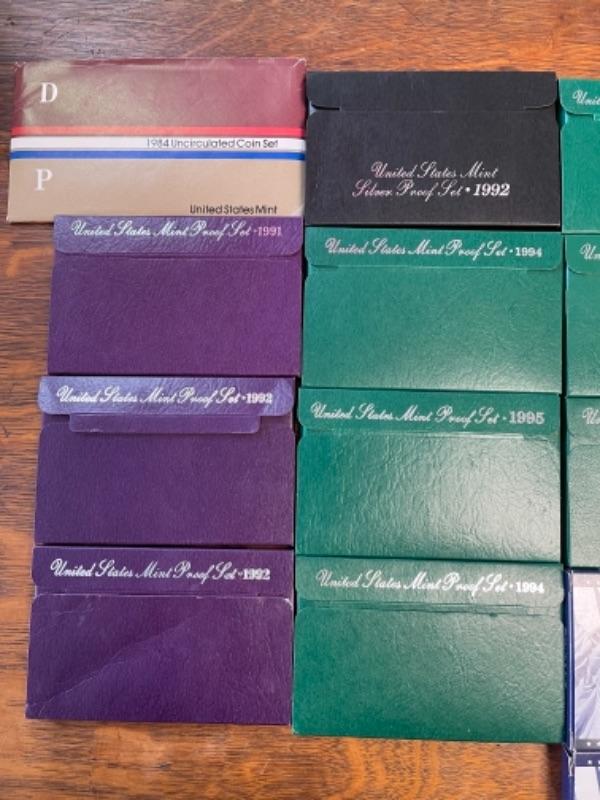 D
1984 Uncirculated Coin Set
P
United States Mint
United States Mint
Silver Proof Set • 1992
United States Mint Proof Set • 1991
United States Mint Proof Set • 1994
United States Mint Proof Set • 1992
United States Mint Proof Set • 1995
United States Mint Proof Set • 1992
United States Mint Proof Set • 1994